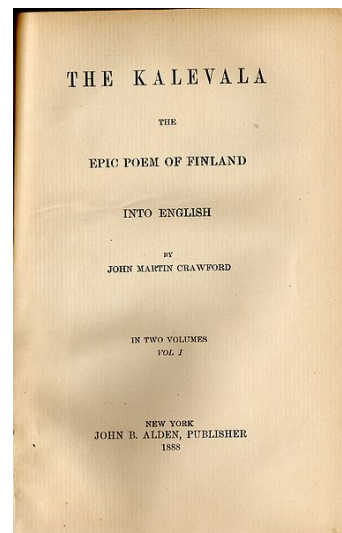 THE KALEVALA
THE
EPIC POEM OF FINLAND
INTO ENGLISH
BY
JOHN MARTIN CRAWFORD
IN TWO VOLUMES
VOL I
NEW YORK
JOHN B. ALDEN, PUBLISHER
1888